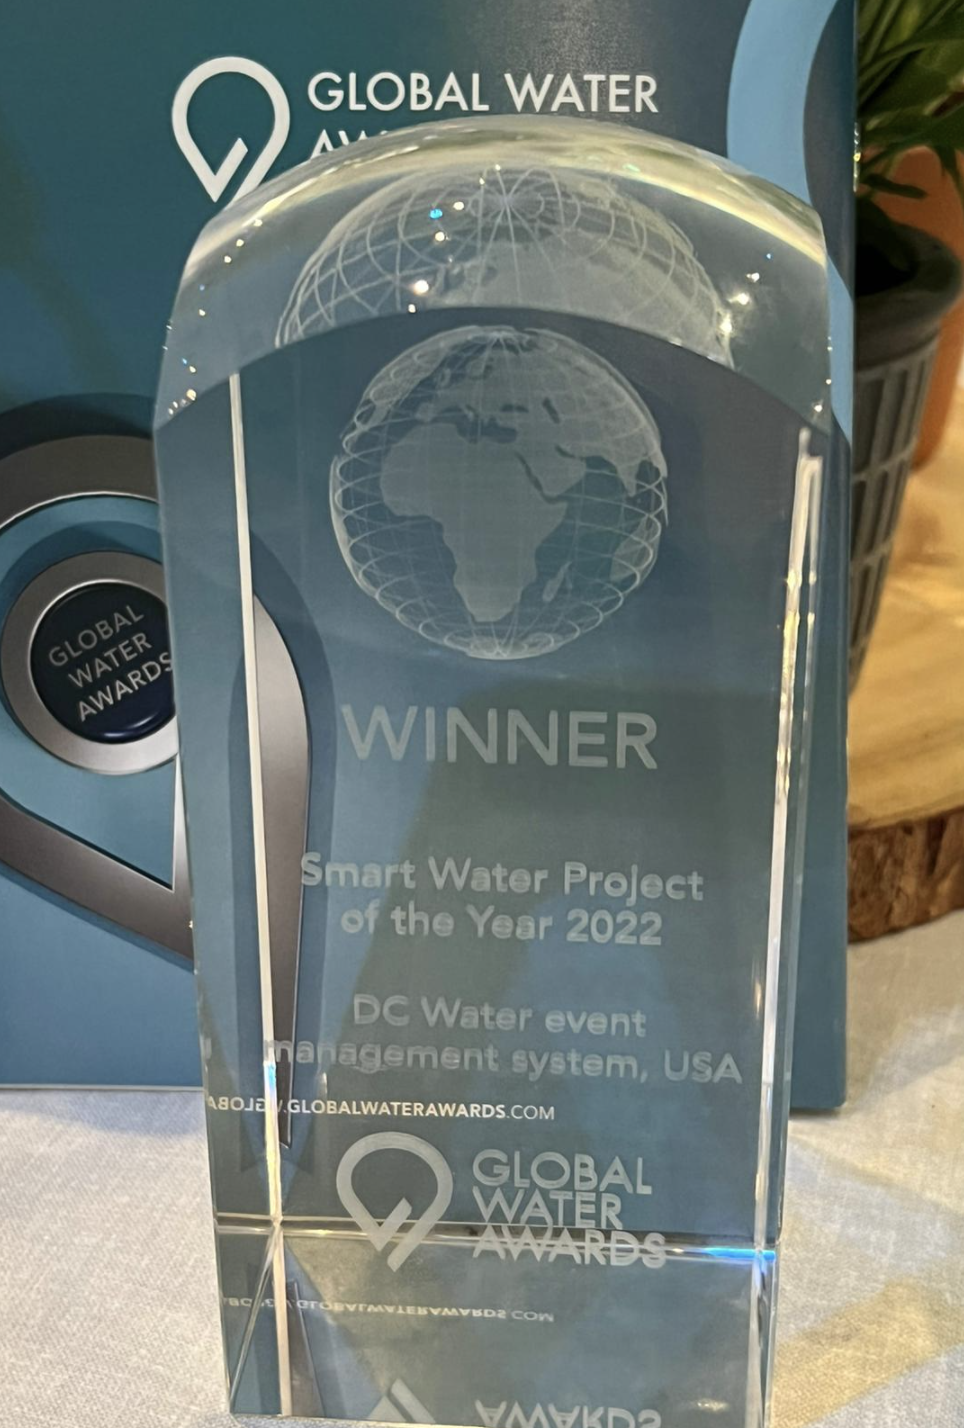 GLOBAL WATER
GLOBAL
WATER
AWARDS
WINNER
Smart Water Project
of the Year 2022
DC Water event
management system, USA
.GLOBALWATERAWARDS.COM
GLOBAL
WATER
AWARDS